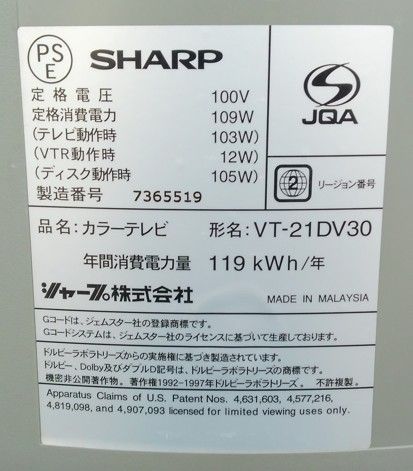 PS
E
SHARP
定格電圧 100V
定格消費電力 109W
(テレビ動作時 103W)
(VTR動作時 12W)
(ディスク動作時 105W)
製造番号 7365519
JQA
2 リージョン番号
品名:カラーテレビ 形名:VT-21DV30
年間消費電力量 119 kWh/年
シャープ株式会社
MADE IN MALAYSIA
Gコードは、ジェムスター社の登録商標です。
Gコードシステムは、ジェムスター社のライセンスに基づいて生産しております。
ドルビーラボラトリーズからの実施権に基づき製造されています。
ドルビー、Dolby及びダブルD記号は、ドルビーラボラトリーズの商標です。
機密非公開著作物。著作権1992-1997年ドルビーラボラトリーズ。不許複製。
Apparatus Claims of U.S. Patent Nos. 4,631,603, 4,577,216,
4,819,098, and 4,907,093 licensed for limited viewing uses only.